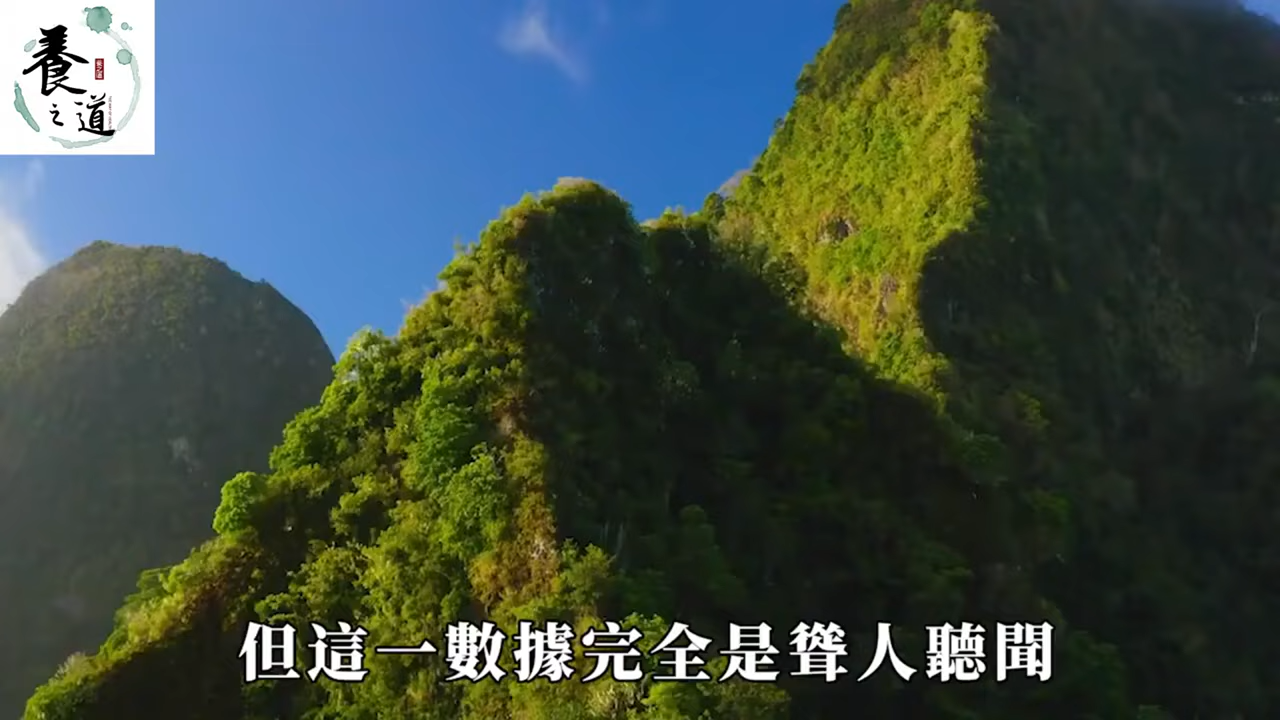 養
之道
但這一數據完全是聳人聽聞